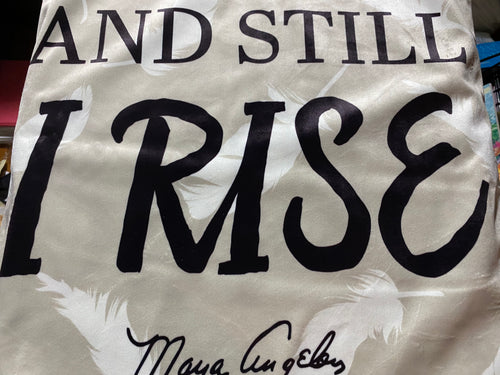 AND STILL
I RISE
Maya Angelou